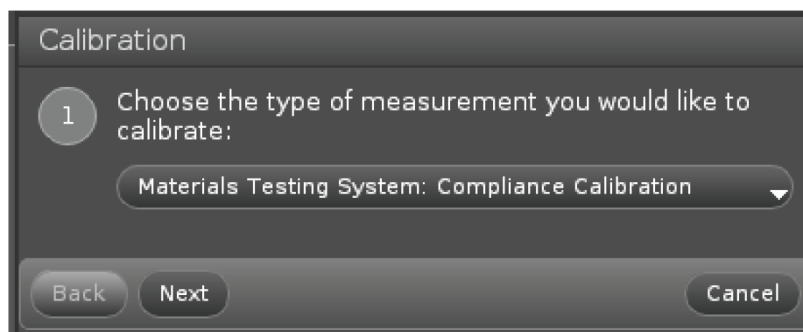 Calibration
1
Choose the type of measurement you would like to
calibrate:
Materials Testing System: Compliance Calibration
Back Next Cancel